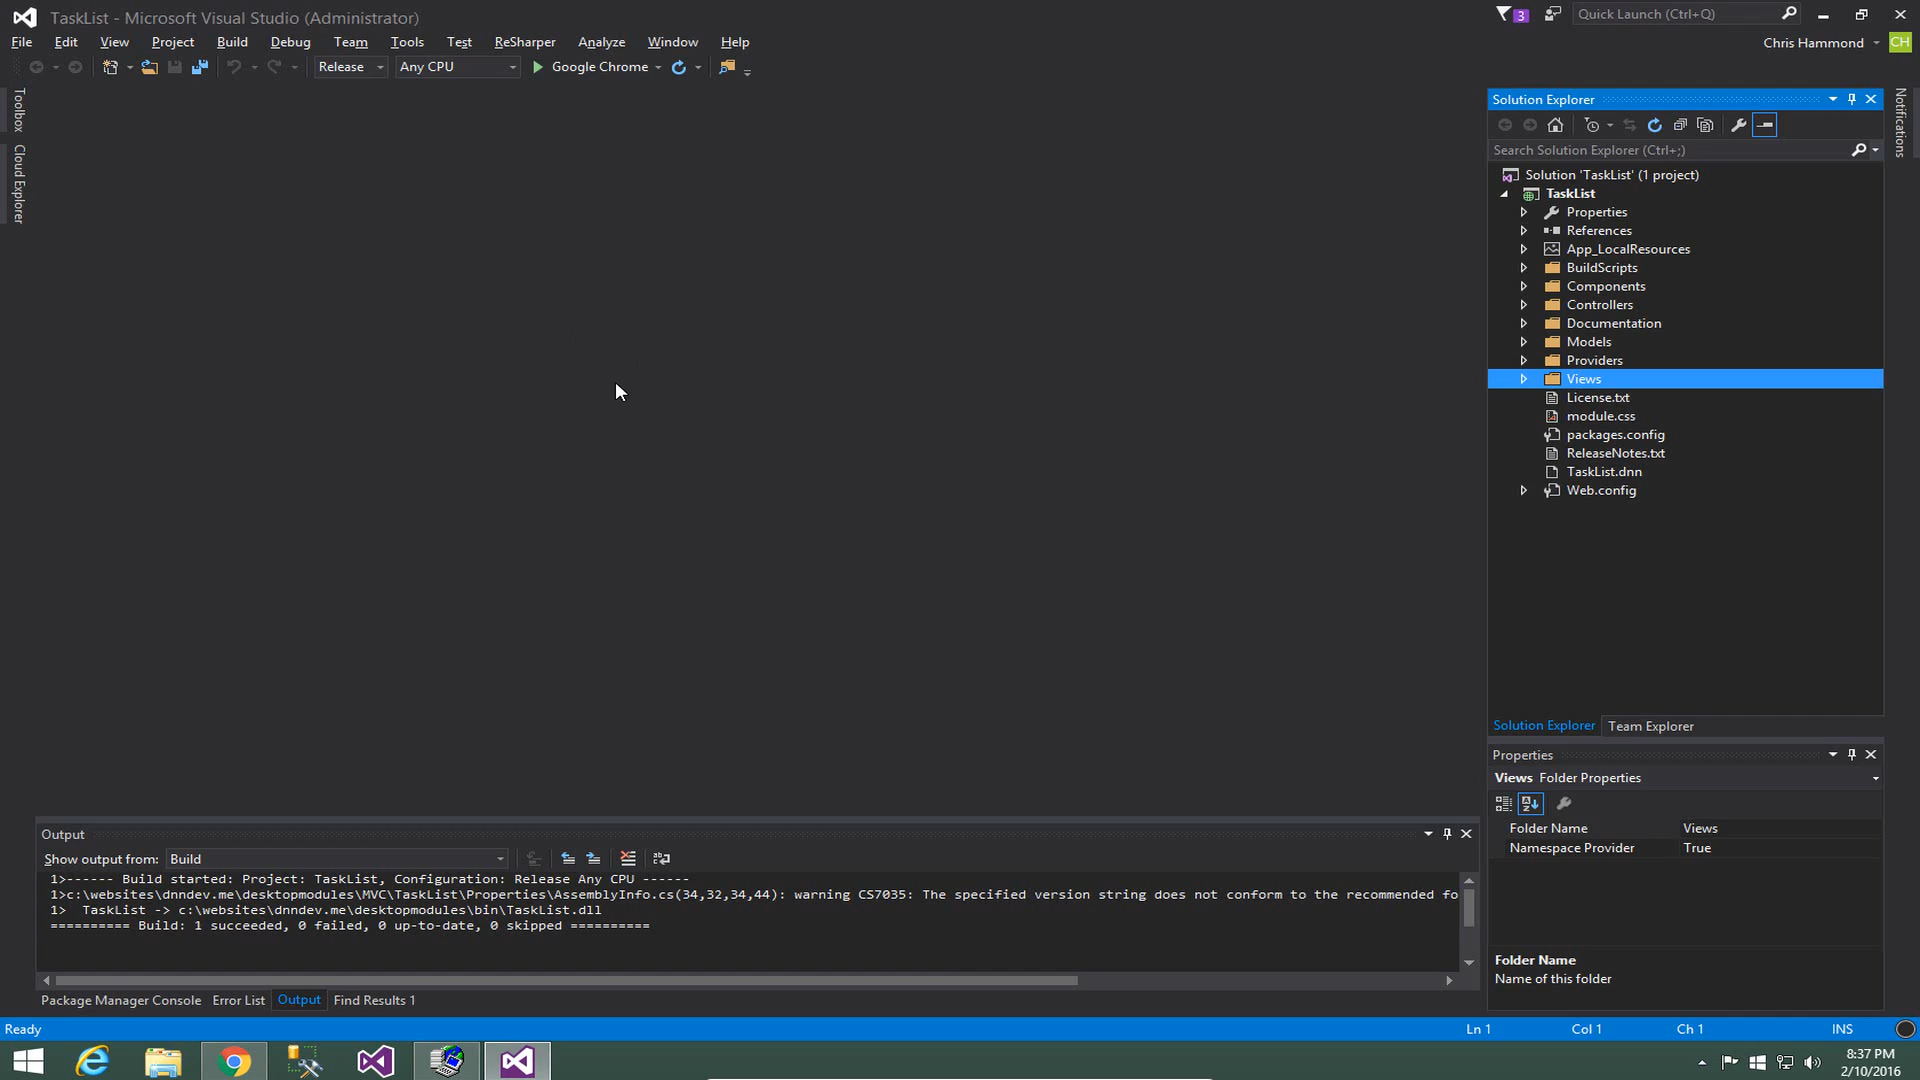 TaskList - Microsoft Visual Studio (Administrator)
3
Quick Launch (Ctrl+Q)
File Edit View Project Build Debug Team Tools Test ReSharper Analyze Window Help
Chris Hammond CH
Release Any CPU Google Chrome
Toolbox
Cloud Explorer
Notifications
Solution Explorer
Search Solution Explorer (Ctrl+;)
Solution 'TaskList' (1 project)
TaskList
Properties
References
App_LocalResources
BuildScripts
Components
Controllers
Documentation
Models
Providers
Views
License.txt
module.css
packages.config
ReleaseNotes.txt
TaskList.dnn
Web.config
Solution Explorer Team Explorer
Properties
Views Folder Properties
Folder Name Views
Namespace Provider True
Folder Name
Name of this folder
Output
Show output from: Build
1>------ Build started: Project: TaskList, Configuration: Release Any CPU ------
1>c:\websites\dnndev.me\desktopmodules\MVC\TaskList\Properties\AssemblyInfo.cs(34,32,34,44): warning CS7035: The specified version string does not conform to the recommended fo
1>  TaskList -> c:\websites\dnndev.me\desktopmodules\bin\TaskList.dll
========== Build: 1 succeeded, 0 failed, 0 up-to-date, 0 skipped ==========
Package Manager Console Error List Output Find Results 1
Ready Ln 1 Col 1 Ch 1 INS
8:37 PM
2/10/2016